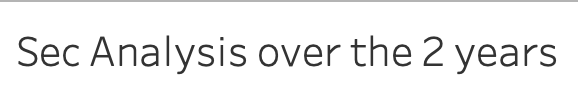 Sec Analysis over the 2 years